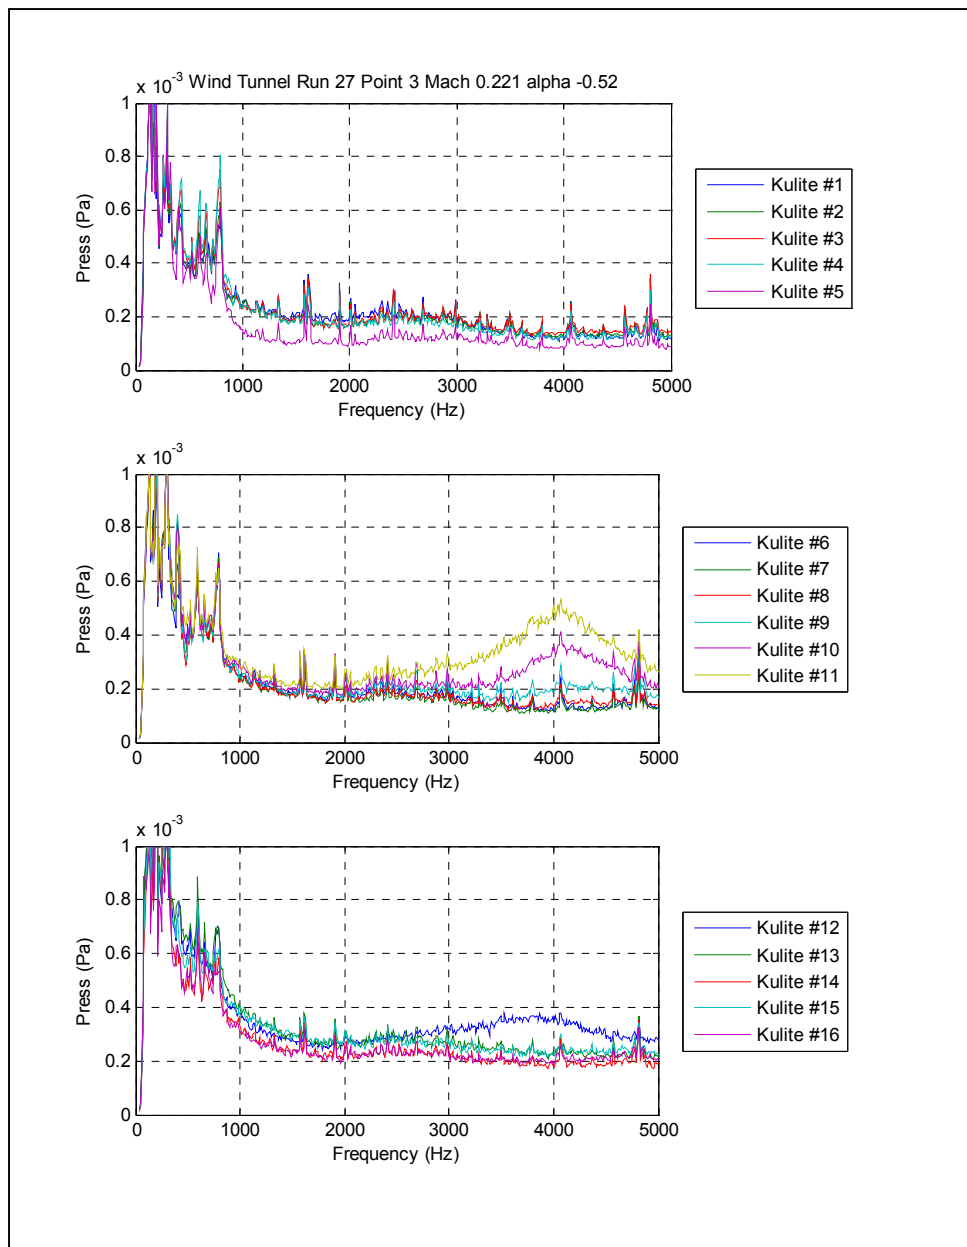 x 10-3 Wind Tunnel Run 27 Point 3 Mach 0.221 alpha -0.52
1
0.8
0.6
0.4
0.2
0
Press (Pa)
0 1000 2000 3000 4000 5000
Frequency (Hz)
Kulite #1
Kulite #2
Kulite #3
Kulite #4
Kulite #5
x 10-3
1
0.8
0.6
0.4
0.2
0
Press (Pa)
0 1000 2000 3000 4000 5000
Frequency (Hz)
Kulite #6
Kulite #7
Kulite #8
Kulite #9
Kulite #10
Kulite #11
x 10-3
1
0.8
0.6
0.4
0.2
0
Press (Pa)
0 1000 2000 3000 4000 5000
Frequency (Hz)
Kulite #12
Kulite #13
Kulite #14
Kulite #15
Kulite #16